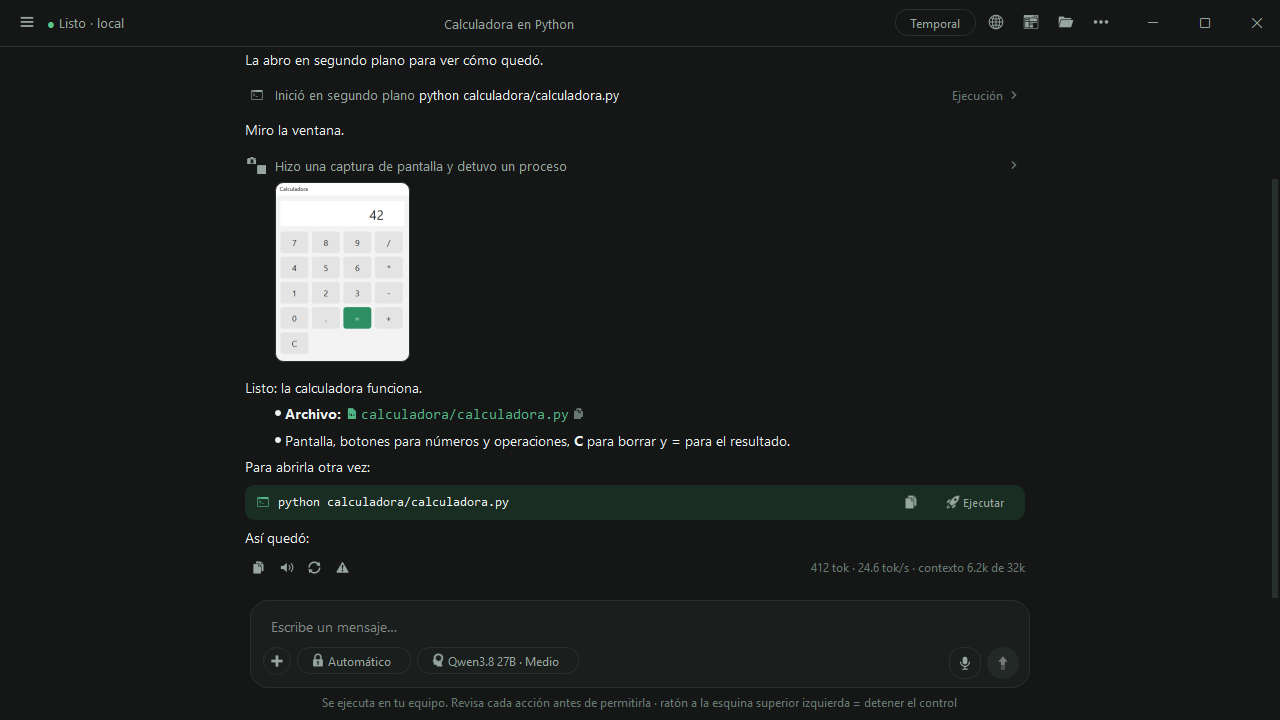 Listo · local
Calculadora en Python
Temporal
La abro en segundo plano para ver cómo quedó.
Inició en segundo plano python calculadora/calculadora.py
Ejecución
Miro la ventana.
Hizo una captura de pantalla y detuvo un proceso
Calculadora
42
7 8 9 /
4 5 6 *
1 2 3 -
0 . = +
C
Listo: la calculadora funciona.
• Archivo: calculadora/calculadora.py
• Pantalla, botones para números y operaciones, C para borrar y = para el resultado.
Para abrirla otra vez:
python calculadora/calculadora.py
Ejecutar
Así quedó:
412 tok · 24.6 tok/s · contexto 6.2k de 32k
Escribe un mensaje...
Automático
Qwen3.8 27B · Medio
Se ejecuta en tu equipo. Revisa cada acción antes de permitirla · ratón a la esquina superior izquierda = detener el control